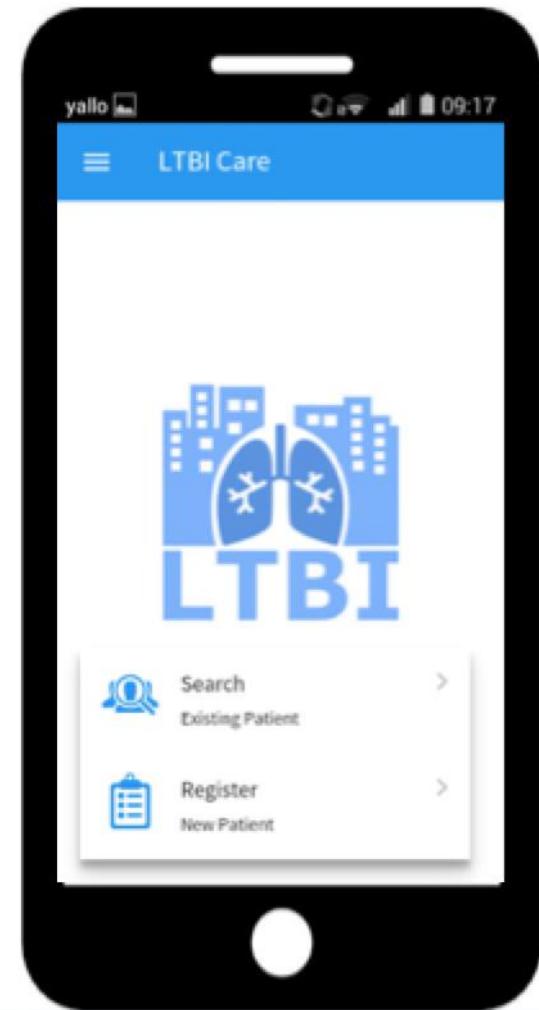 yallo 09:17
LTBI Care
LTBI
Search
Existing Patient
Register
New Patient